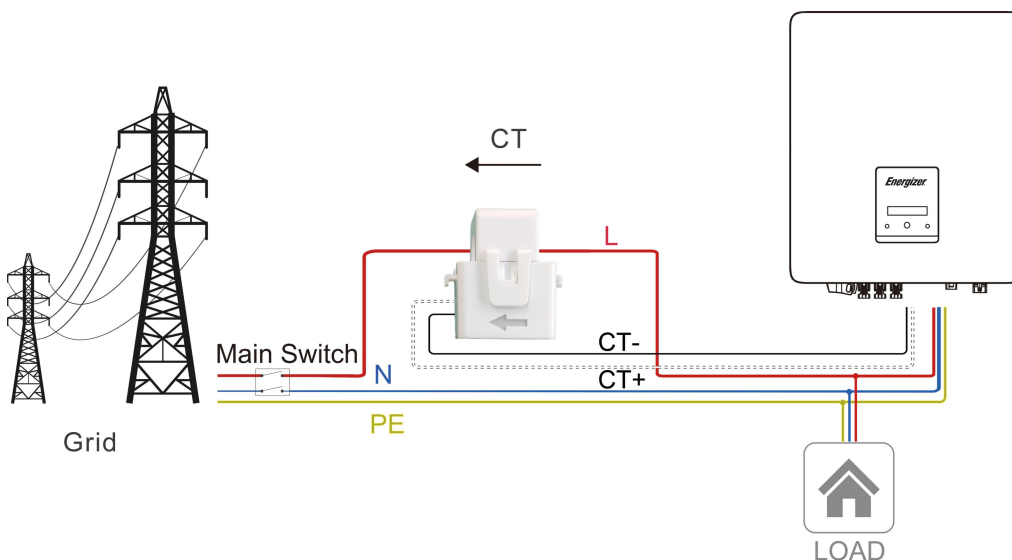 CT
Energizer
L
CT-
Main Switch
N
CT+
PE
Grid
LOAD